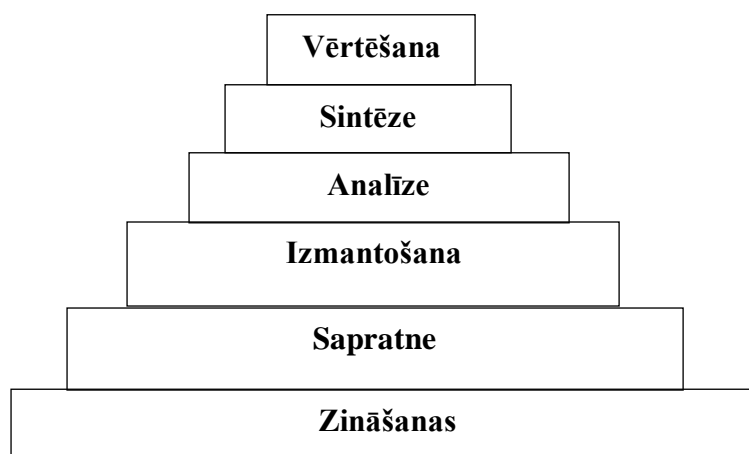 Vērtēšana
Sintēze
Analīze
Izmantošana
Sapratne
Zināšanas